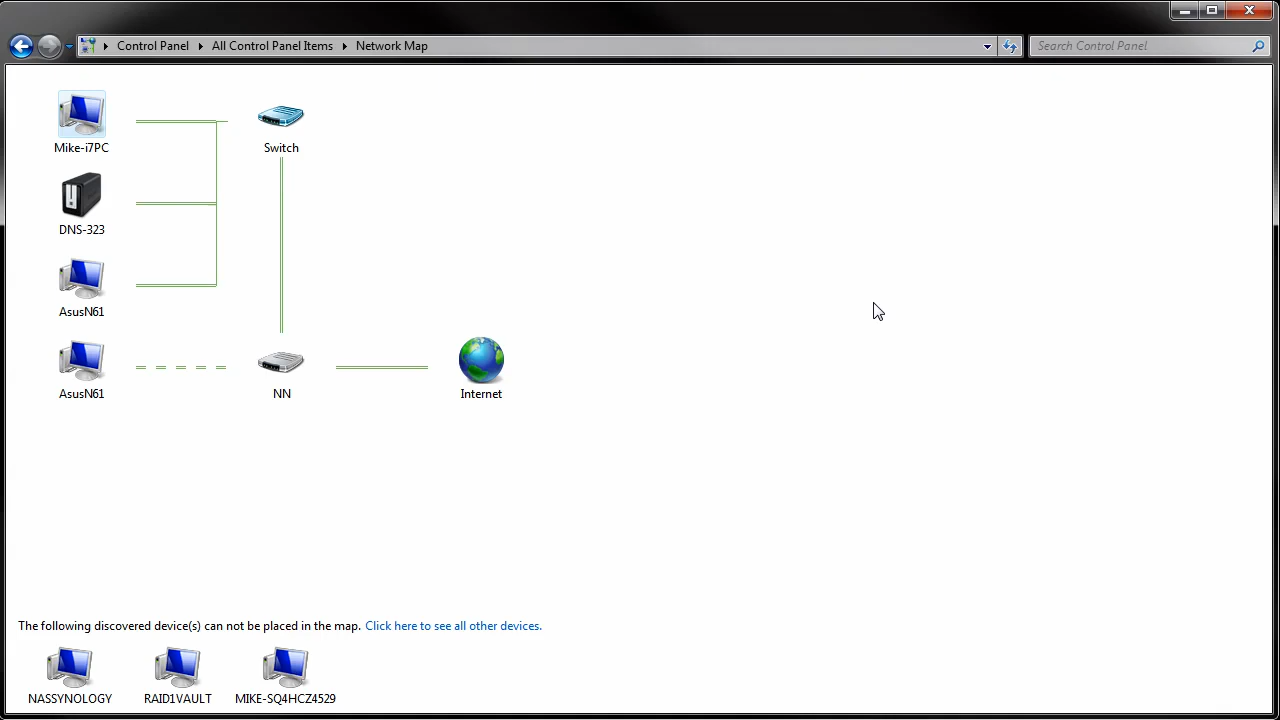 Control Panel All Control Panel Items Network Map
Search Control Panel
Mike-i7PC
Switch
DNS-323
AsusN61
AsusN61
NN
Internet
The following discovered device(s) can not be placed in the map. Click here to see all other devices.
NASSYNOLOGY
RAID1VAULT
MIKE-SQ4HCZ4529